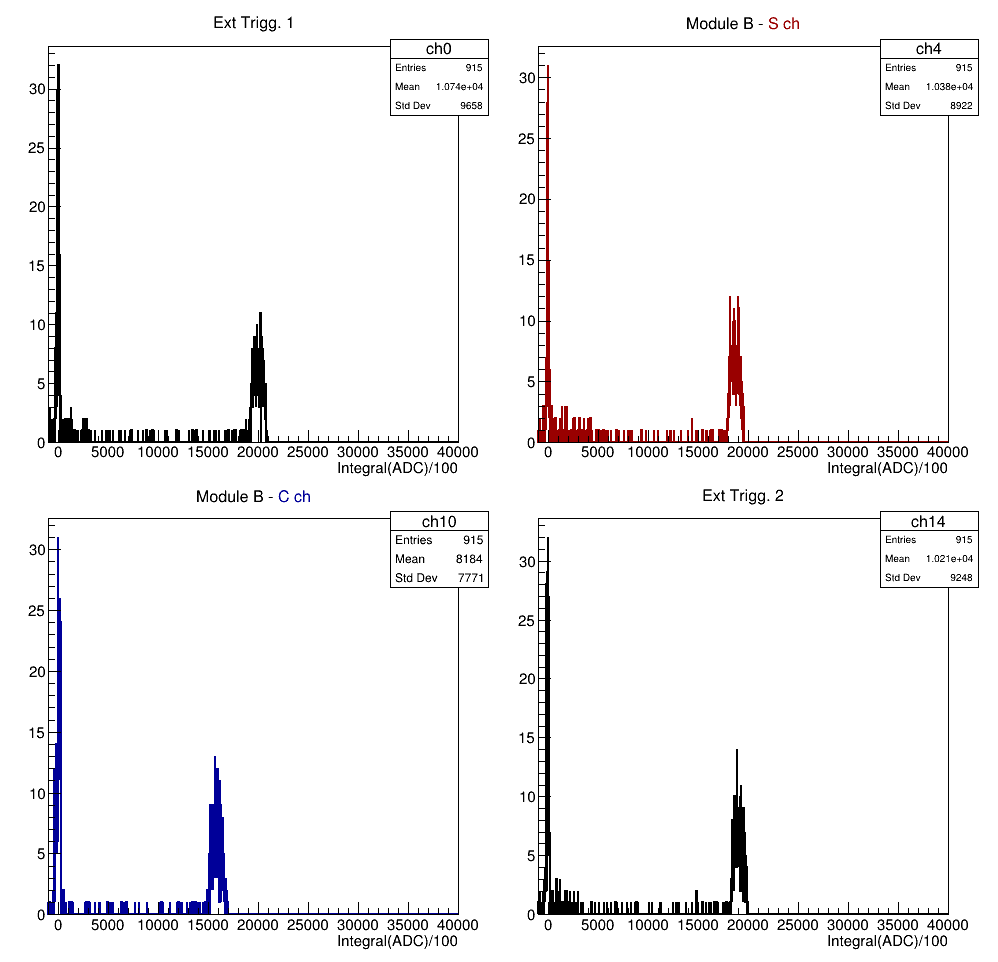 Ext Trigg. 1
ch0
Entries 915
Mean 1.074e+04
Std Dev 9658
30
25
20
15
10
5
0
0 5000 10000 15000 20000 25000 30000 35000 40000
Integral(ADC)/100
Module B - S ch
ch4
Entries 915
Mean 1.038e+04
Std Dev 8922
30
25
20
15
10
5
0
0 5000 10000 15000 20000 25000 30000 35000 40000
Integral(ADC)/100
Module B - C ch
ch10
Entries 915
Mean 8184
Std Dev 7771
30
25
20
15
10
5
0
0 5000 10000 15000 20000 25000 30000 35000 40000
Integral(ADC)/100
Ext Trigg. 2
ch14
Entries 915
Mean 1.021e+04
Std Dev 9248
30
25
20
15
10
5
0
0 5000 10000 15000 20000 25000 30000 35000 40000
Integral(ADC)/100